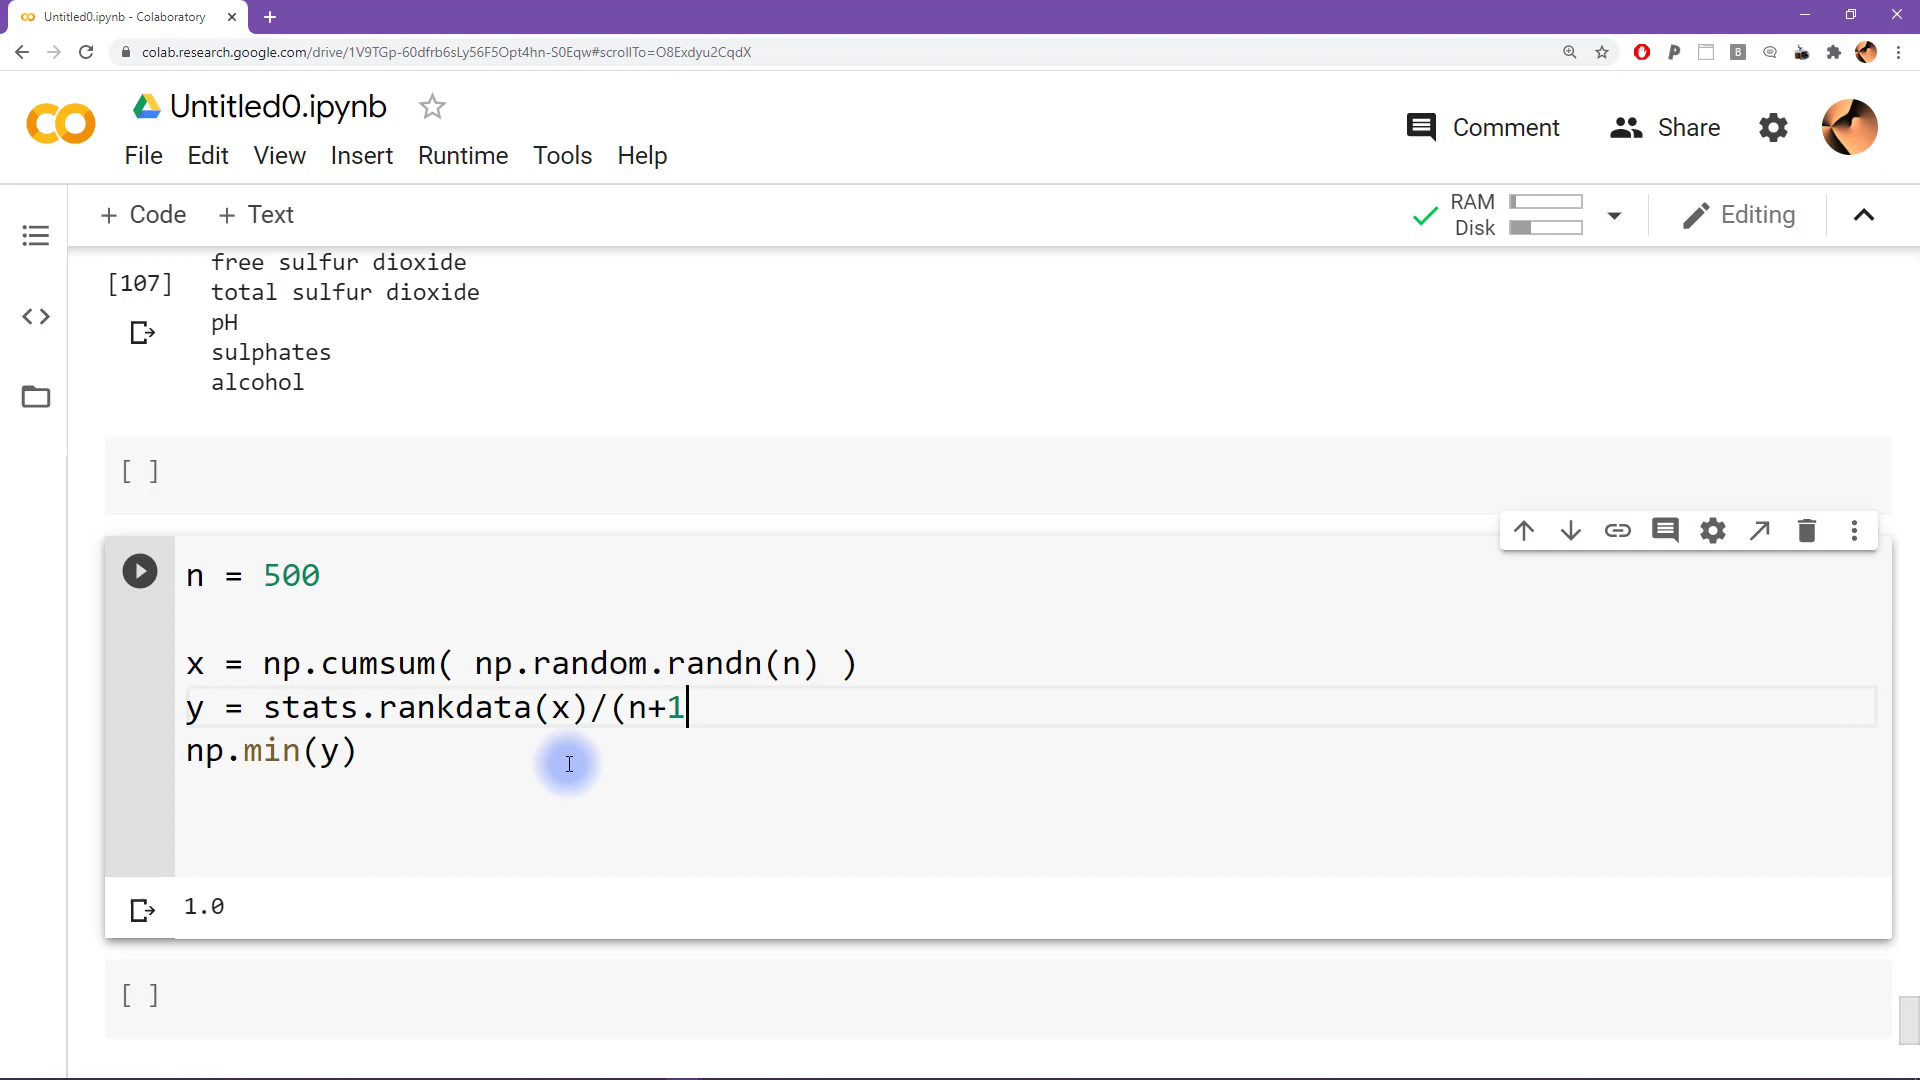 Untitled0.ipynb - Colaboratory
colab.research.google.com/drive/1V9TGp-60dfrb6sLy56F5Opt4hn-S0Eqw#scrollTo=O8Exdyu2CqdX
Untitled0.ipynb
File Edit View Insert Runtime Tools Help
Comment
Share
+ Code + Text
RAM
Disk
Editing
[107]
free sulfur dioxide
total sulfur dioxide
pH
sulphates
alcohol
[ ]
n = 500
x = np.cumsum( np.random.randn(n) )
y = stats.rankdata(x)/(n+1
np.min(y)
1.0
[ ]